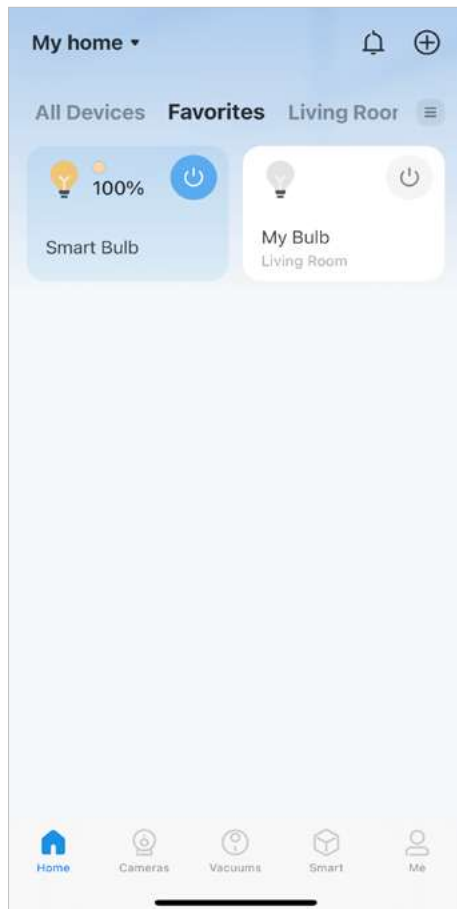 My home
All Devices Favorites Living Roor
100%
Smart Bulb
My Bulb
Living Room
Home Cameras Vacuums Smart Me